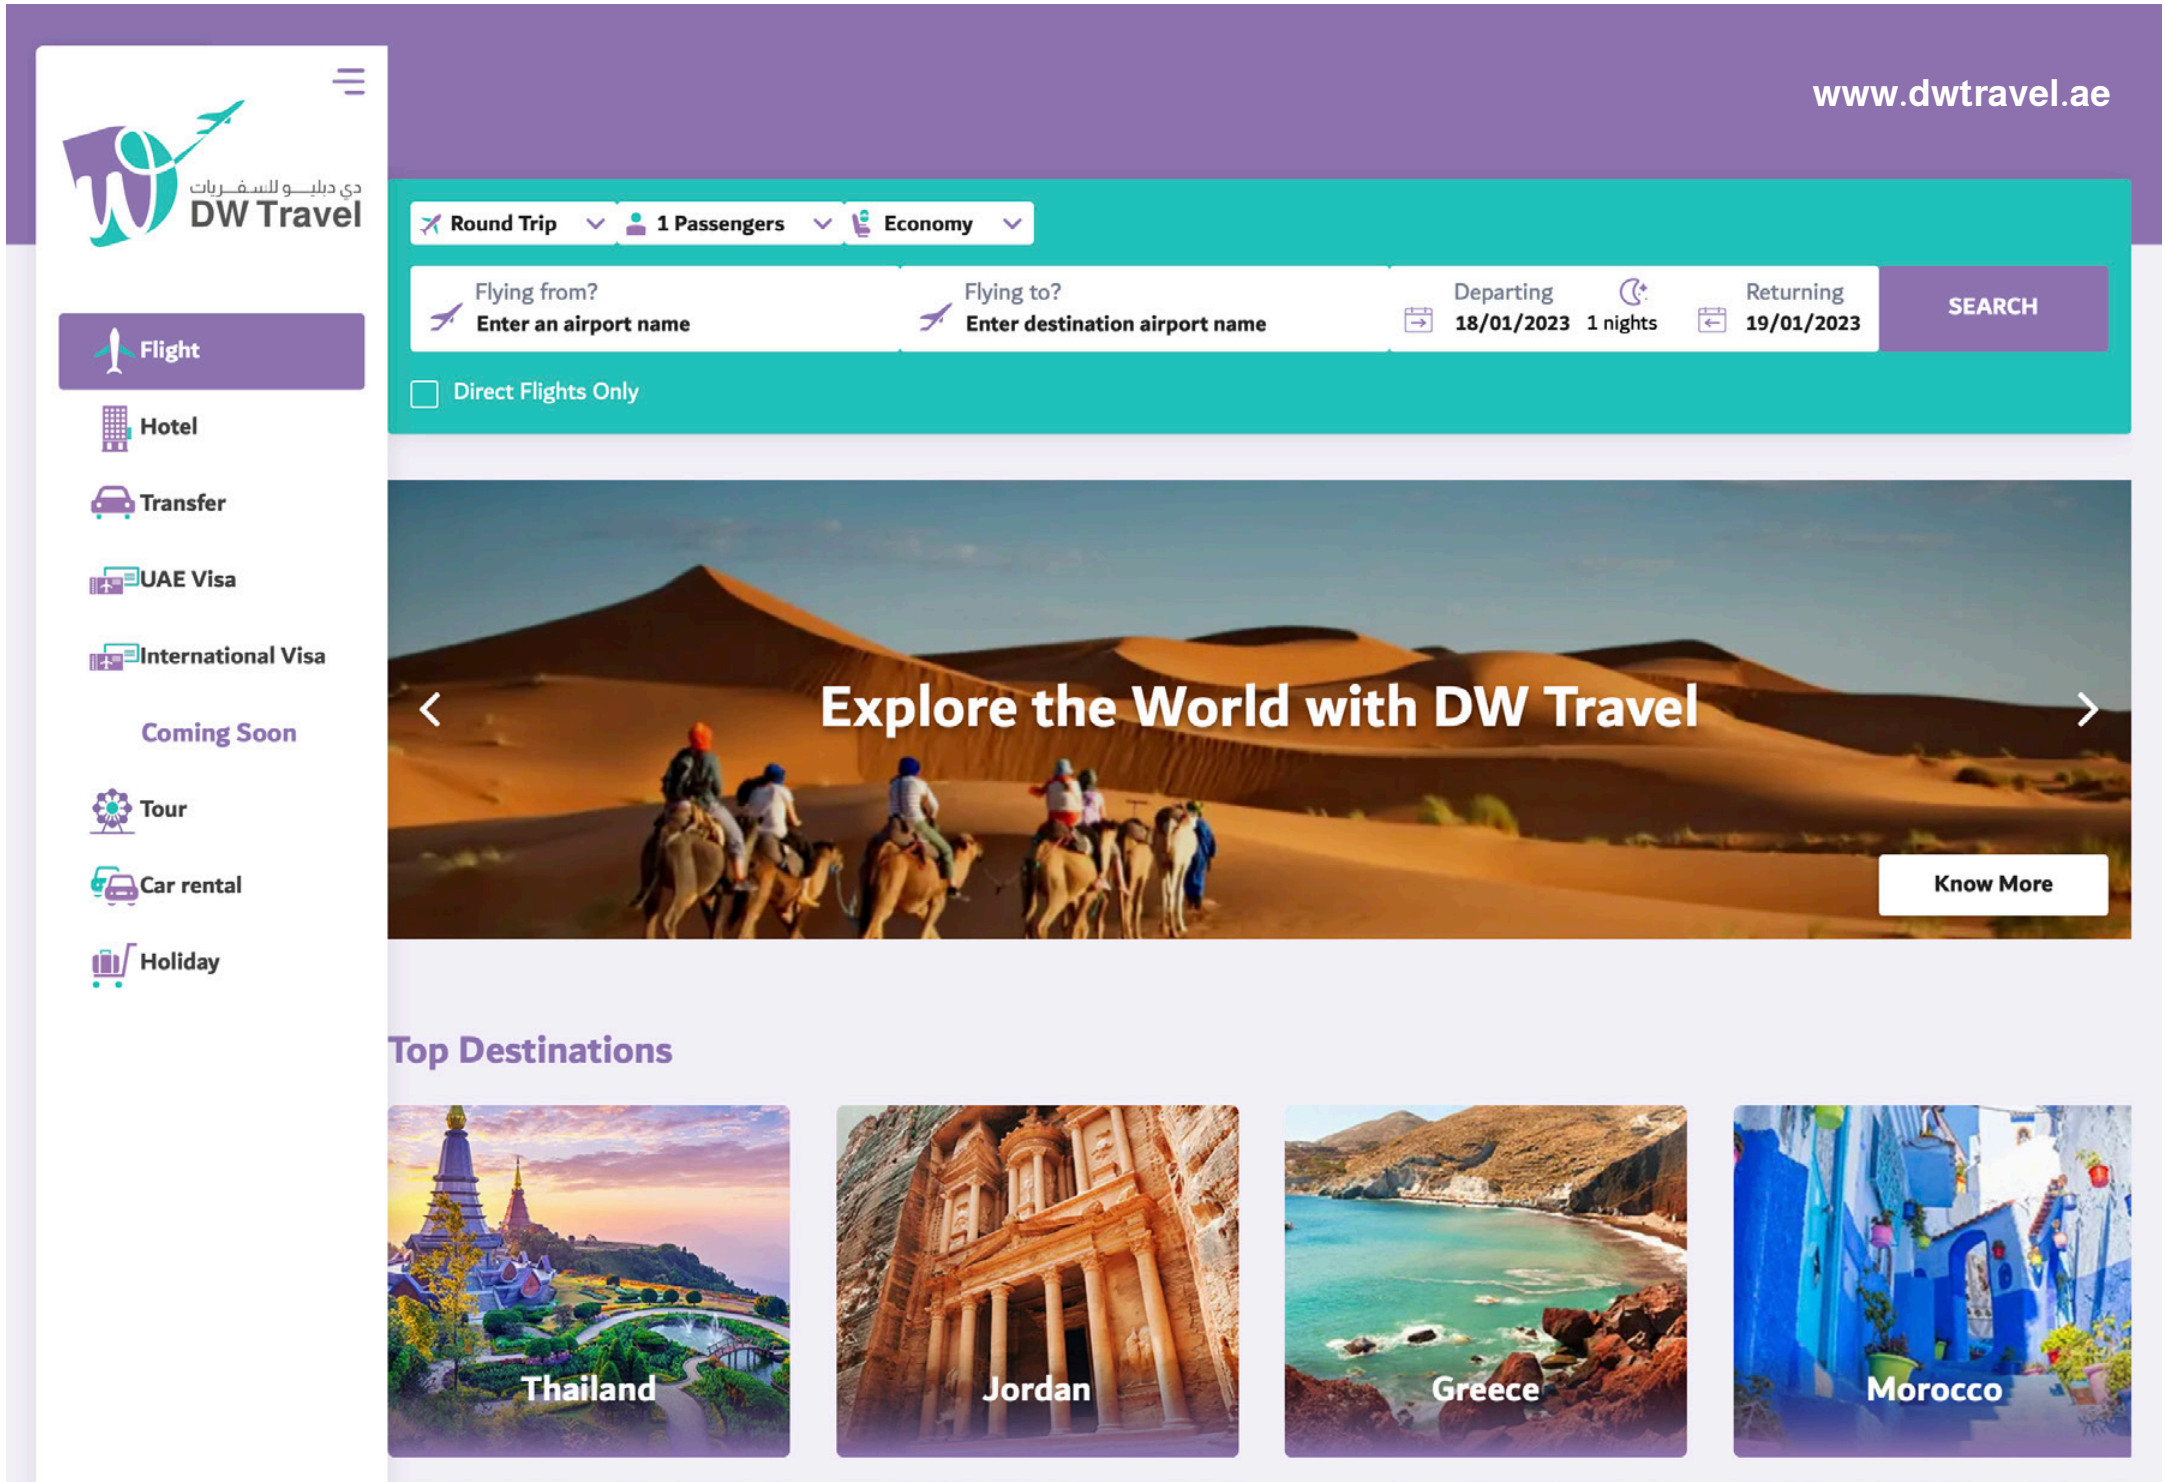 www.dwtravel.ae
دي دبليو للسفريات
DW Travel
Round Trip
1 Passengers
Economy
Flying from?
Enter an airport name
Flying to?
Enter destination airport name
Departing
18/01/2023
1 nights
Returning
19/01/2023
SEARCH
Direct Flights Only
Flight
Hotel
Transfer
UAE Visa
International Visa
Coming Soon
Tour
Car rental
Holiday
Explore the World with DW Travel
Know More
Top Destinations
Thailand
Jordan
Greece
Morocco